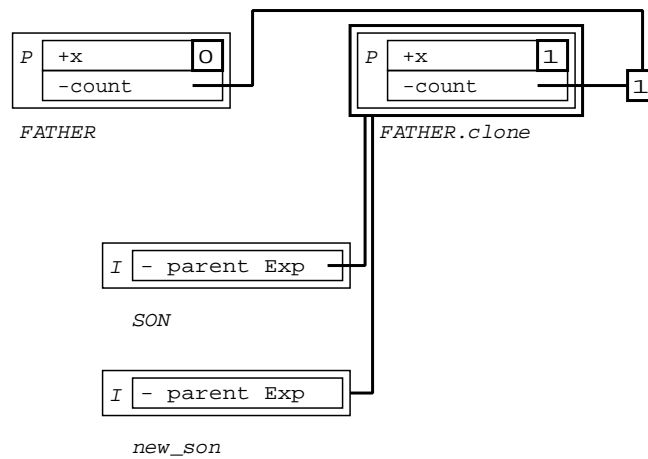 P +x 0 P +x 1
-count -count 1
FATHER FATHER.clone
I - parent Exp
SON
I - parent Exp
new_son